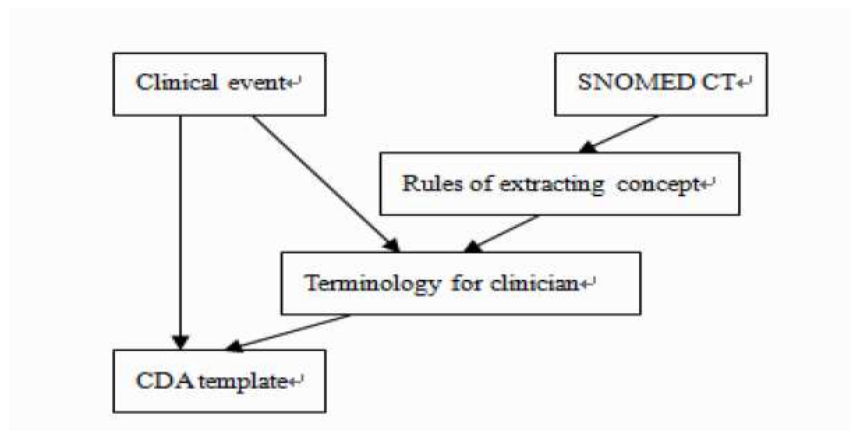 Clinical event↵
SNOMED CT↵
Rules of extracting concept↵
Terminology for clinician↵
CDA template↵